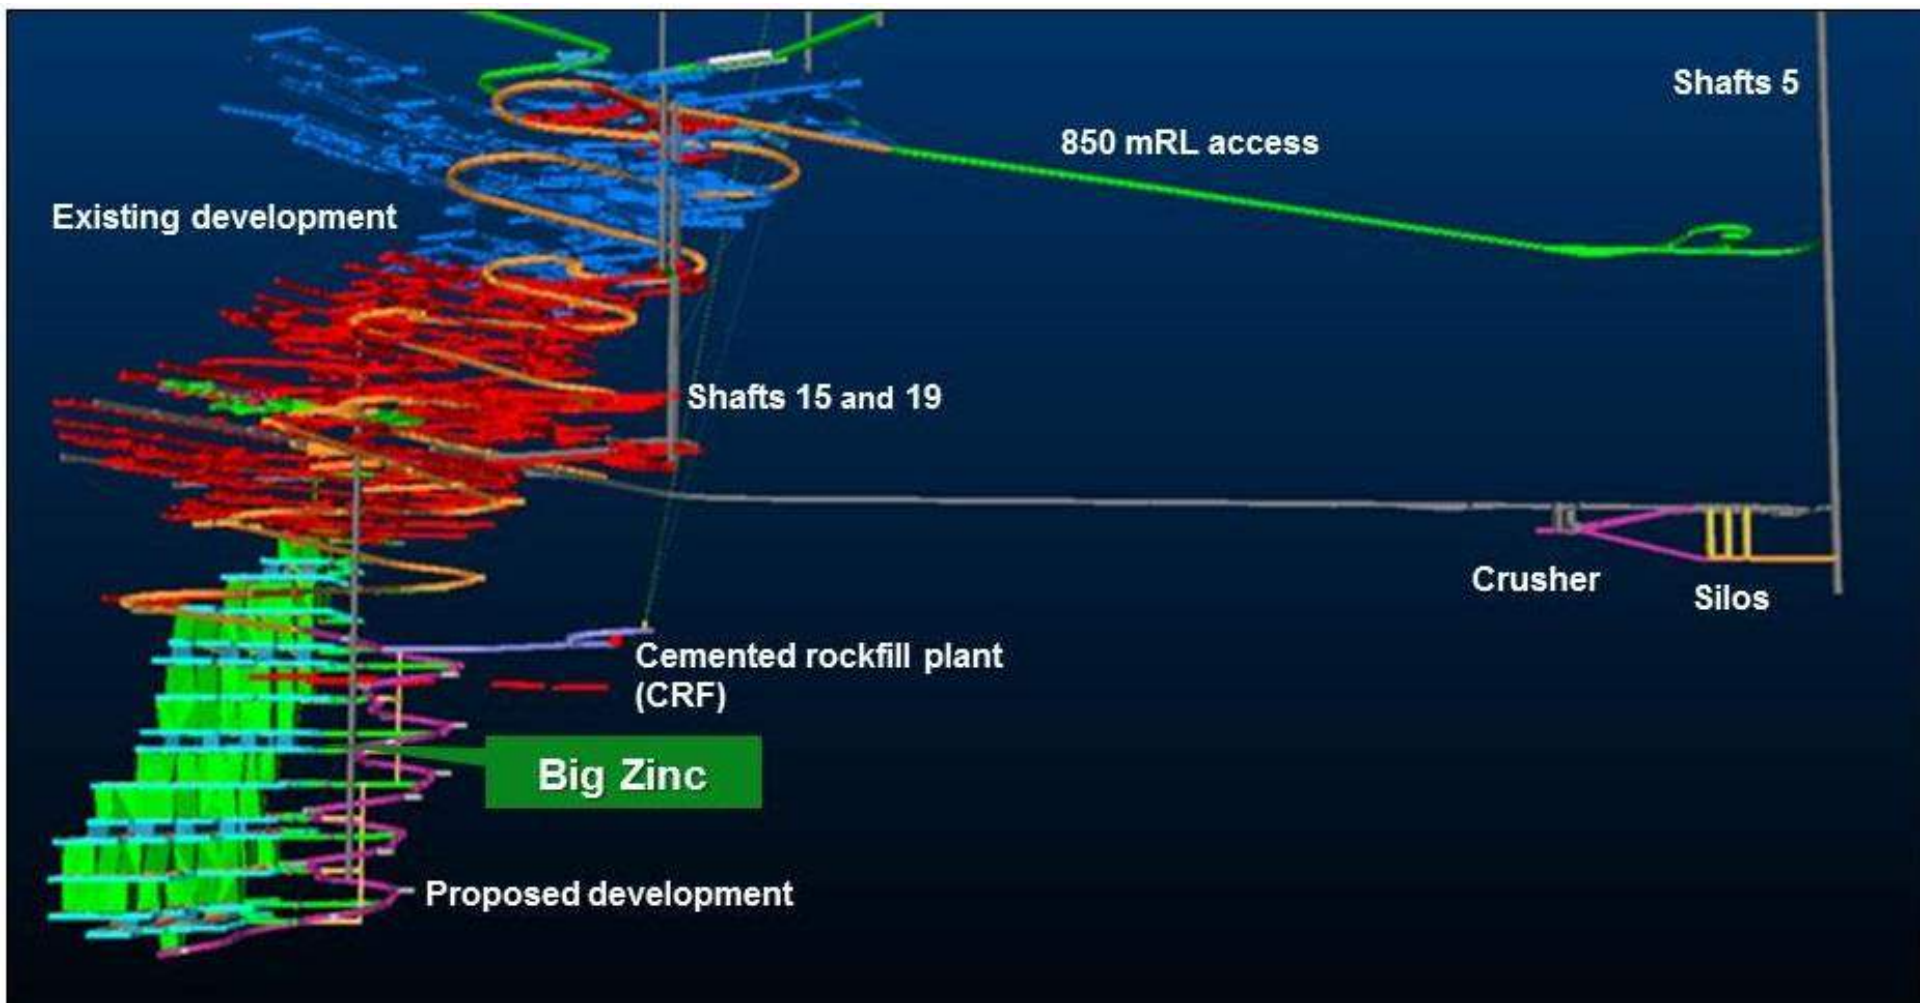 Shafts 5
850 mRL access
Existing development
Shafts 15 and 19
Crusher
Silos
Cemented rockfill plant
(CRF)
Big Zinc
Proposed development